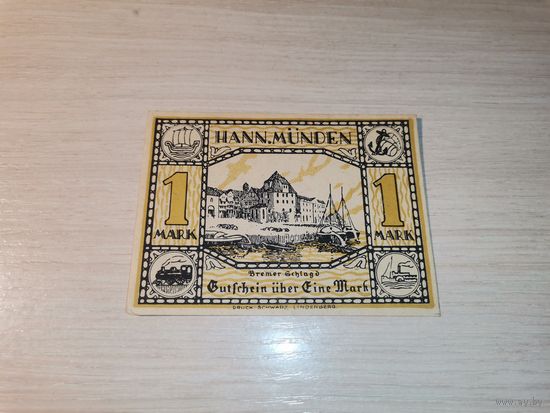 HANN.MÜNDEN
1 1
MARK MARK
Bremer Schlagd
Gutschein über Eine Mark
DRUCK SCHWARZ, LINDENBERG.